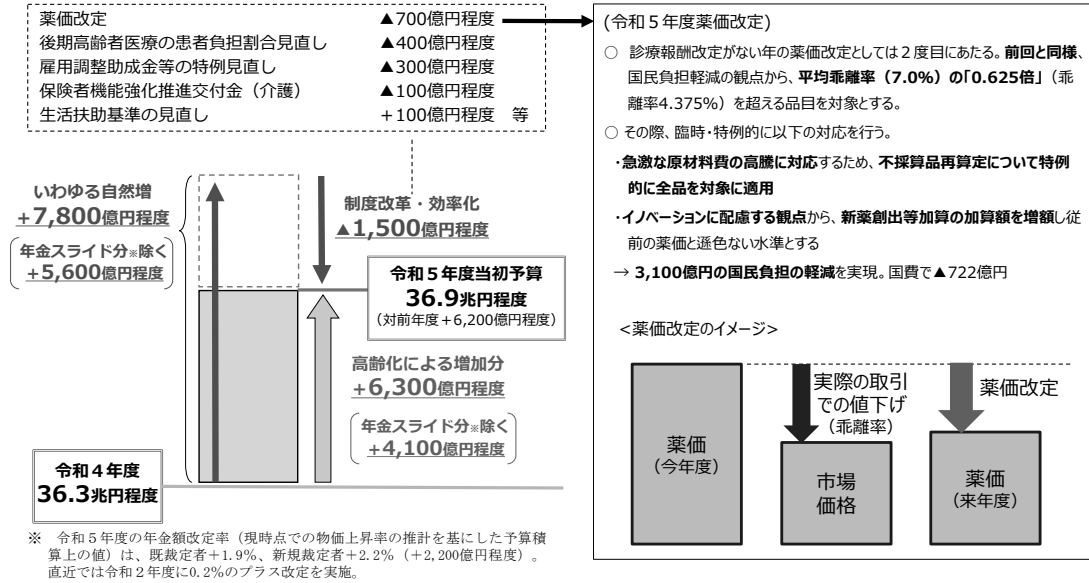 薬価改定 ▲700億円程度
後期高齢者医療の患者負担割合見直し ▲400億円程度
雇用調整助成金等の特例見直し ▲300億円程度
保険者機能強化推進交付金（介護） ▲100億円程度
生活扶助基準の見直し ＋100億円程度 等
いわゆる自然増
+7,800億円程度
年金スライド分※除く
+5,600億円程度
制度改革・効率化
▲1,500億円程度
令和５年度当初予算
36.9兆円程度
（対前年度＋6,200億円程度）
高齢化による増加分
+6,300億円程度
年金スライド分※除く
+4,100億円程度
令和４年度
36.3兆円程度
※ 令和５年度の年金額改定率（現時点での物価上昇率の推計を基にした予算積
算上の値）は、既裁定者＋1.9％、新規裁定者＋2.2％（＋2,200億円程度）。
直近では令和２年度に0.2％のプラス改定を実施。
(令和５年度薬価改定)
○ 診療報酬改定がない年の薬価改定としては２度目にあたる。前回と同様、
国民負担軽減の観点から、平均乖離率（7.0%）の「0.625倍」（乖
離率4.375%）を超える品目を対象とする。
○ その際、臨時・特例的に以下の対応を行う。
・急激な原材料費の高騰に対応するため、不採算品再算定について特例
的に全品を対象に適用
・イノベーションに配慮する観点から、新薬創出等加算の加算額を増額し従
前の薬価と遜色ない水準とする
→ 3,100億円の国民負担の軽減を実現。国費で▲722億円
<薬価改定のイメージ>
薬価
（今年度）
実際の取引
での値下げ
（乖離率）
市場
価格
薬価改定
薬価
（来年度）